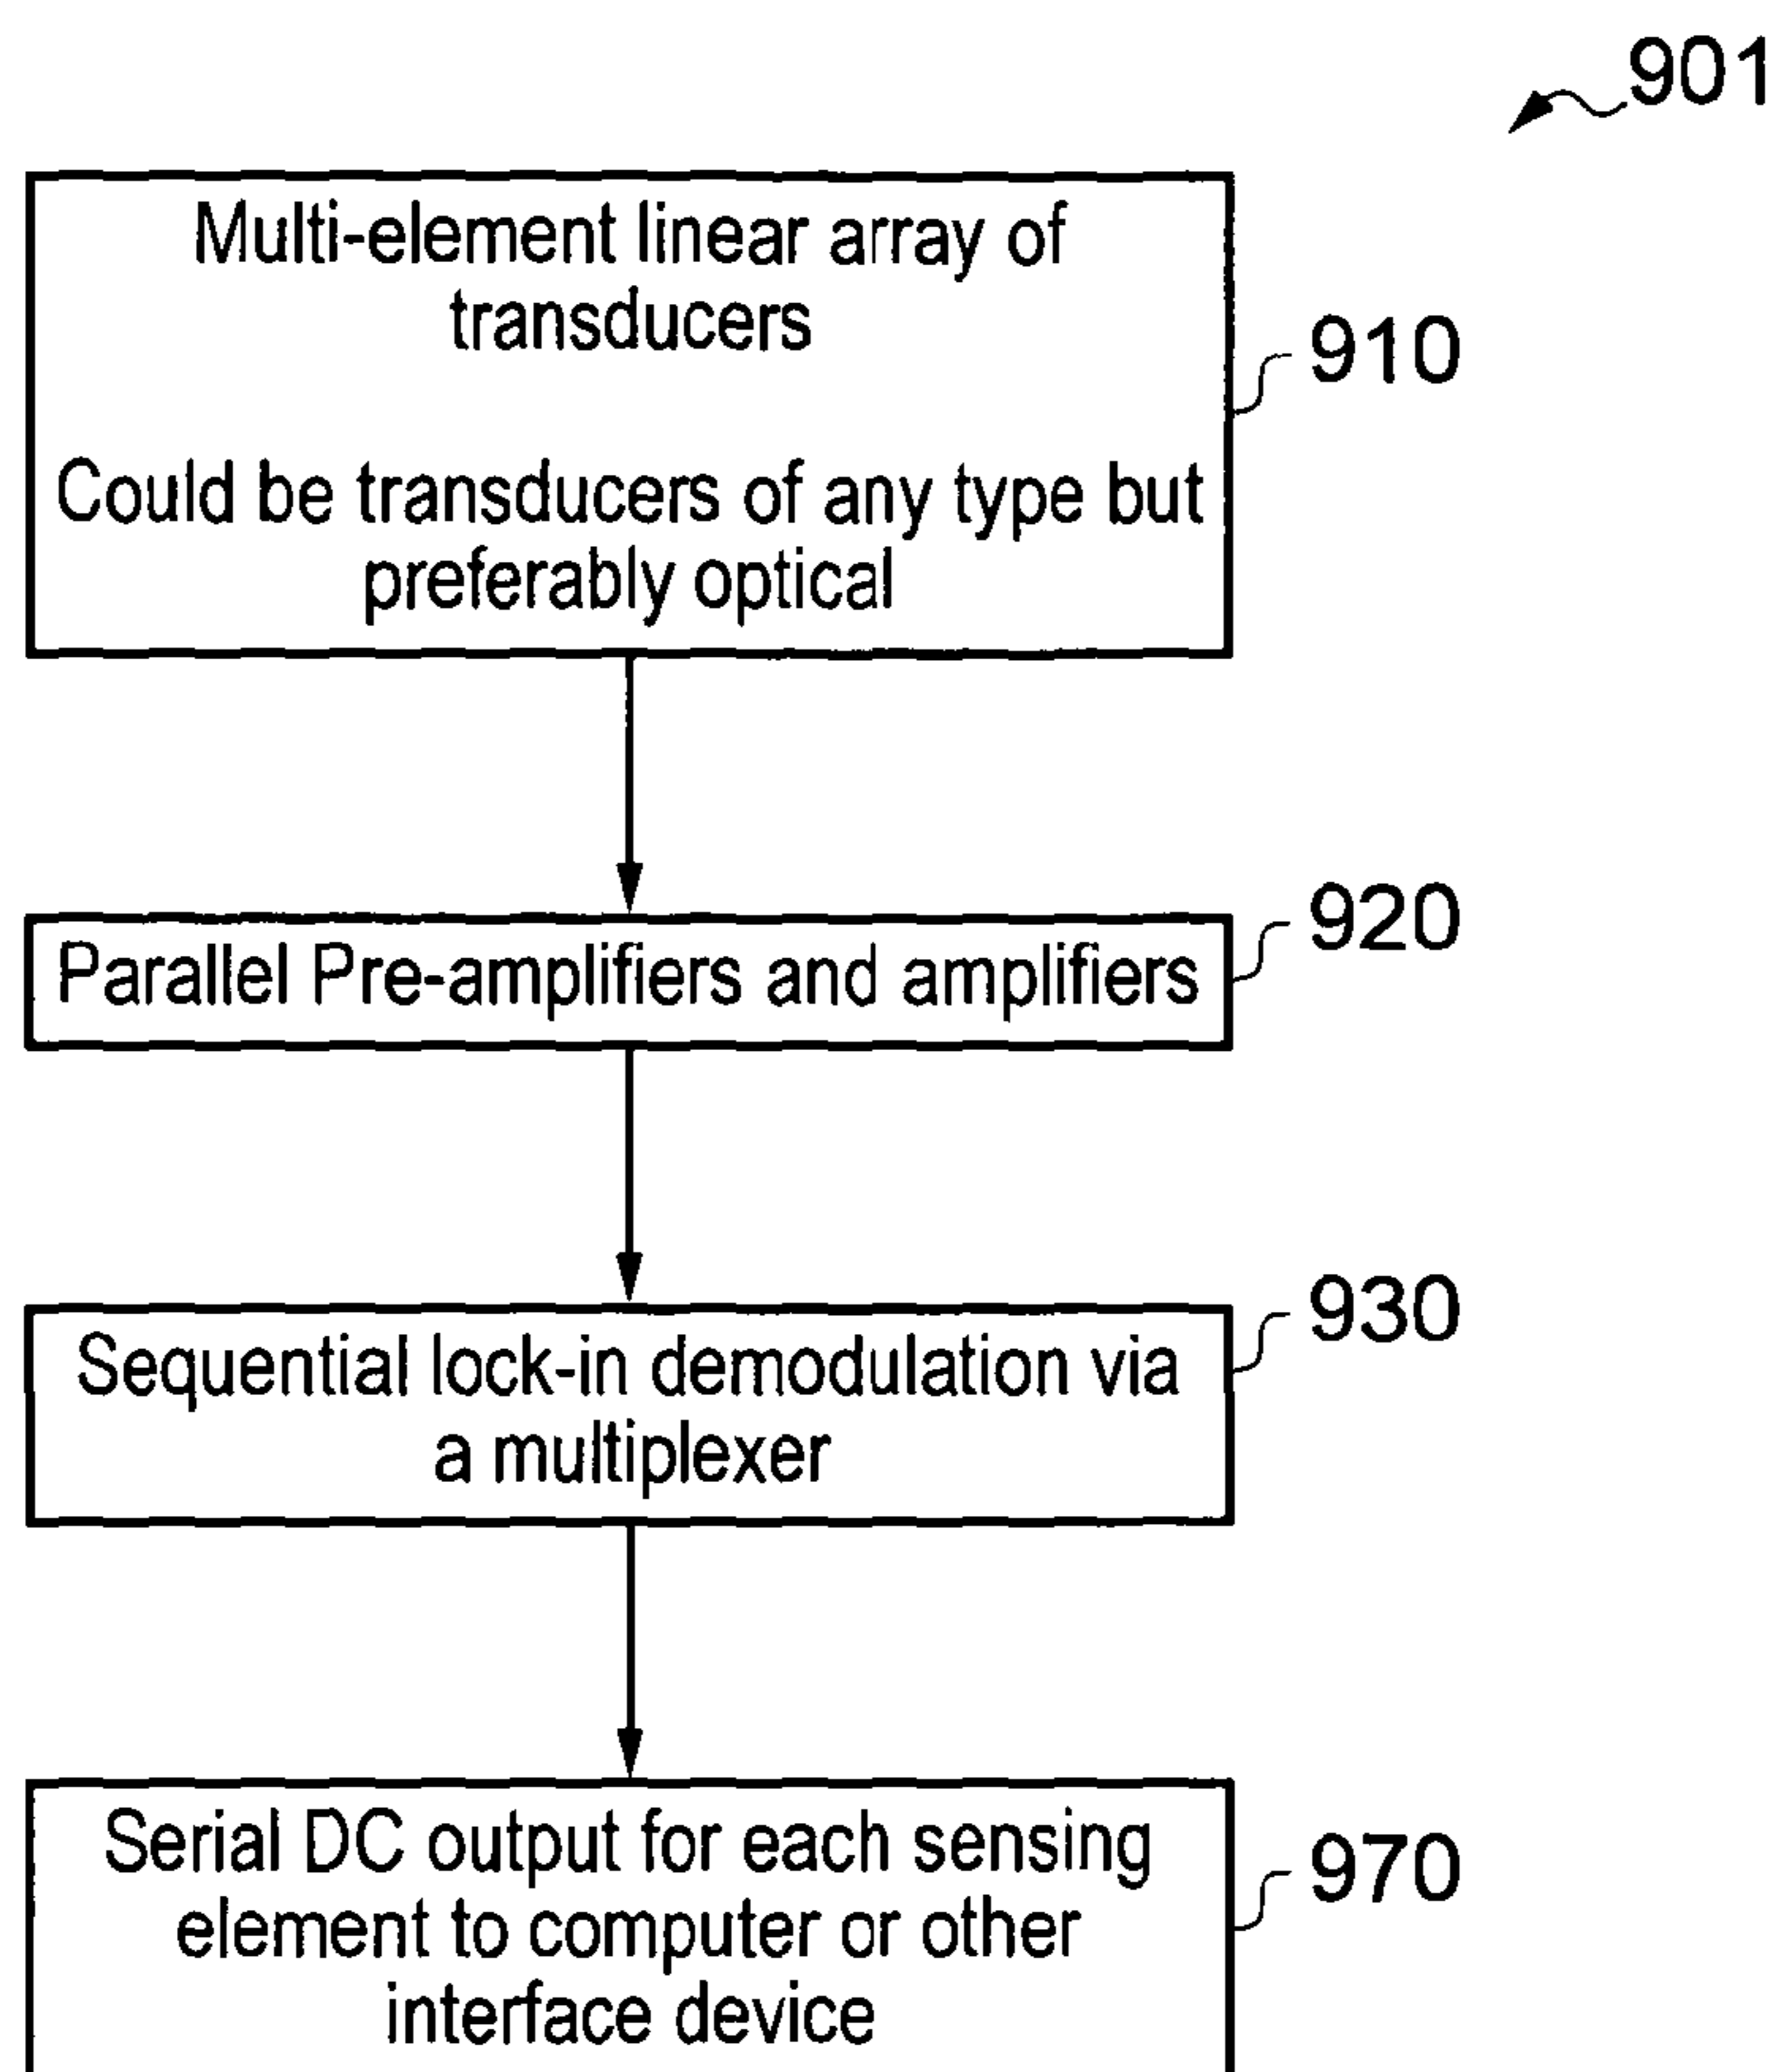 901
Multi-element linear array of
transducers
910
Could be transducers of any type but
preferably optical
920
Parallel Pre-amplifiers and amplifiers
930
Sequential lock-in demodulation via
a multiplexer
Serial DC output for each sensing
970
element to computer or other
interface device